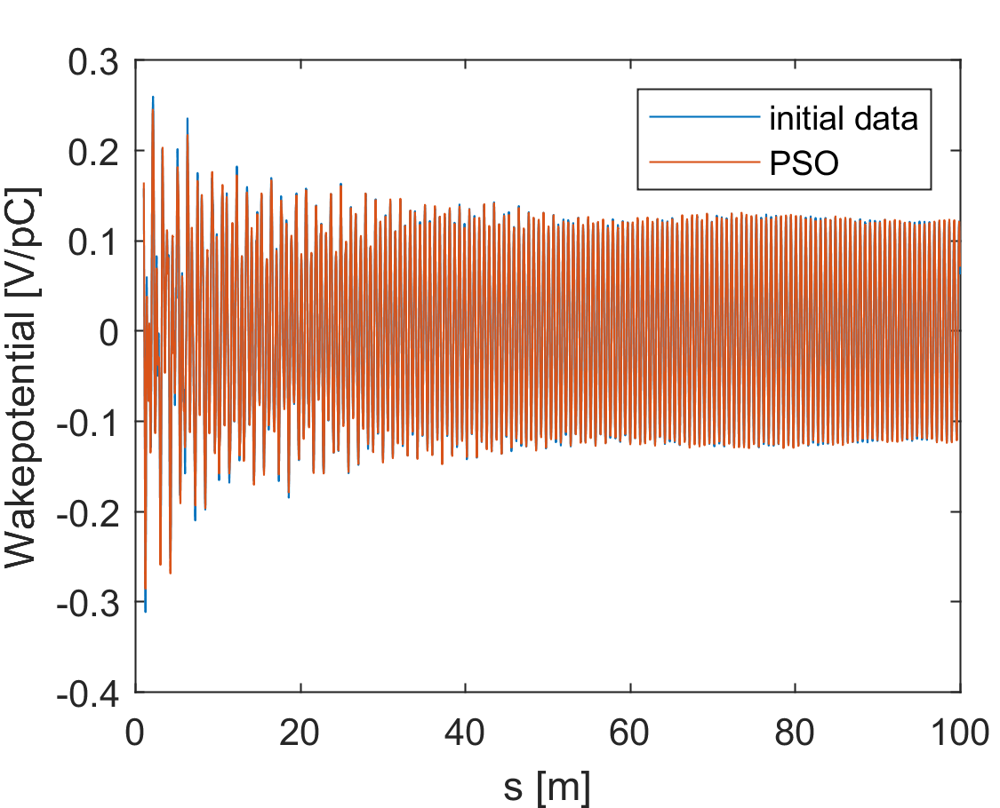 0.3
0.2
0.1
0
-0.1
-0.2
-0.3
-0.4
Wakepotential [V/pC]
initial data
PSO
0 20 40 60 80 100
s [m]